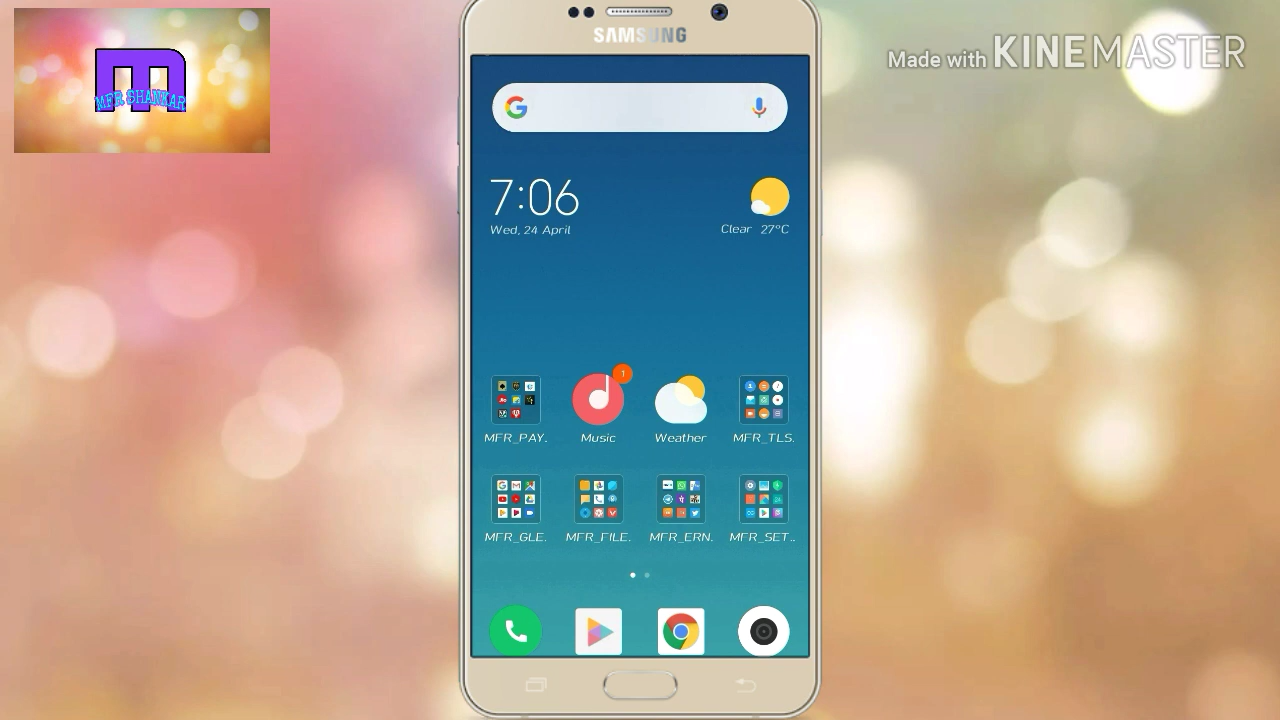 MFR SHANKAR
Made with KINEMASTER
SAMSUNG
7:06
Wed, 24 April
Clear 27°C
1
MFR_PAY.
Music
Weather
MFR_TLS.
MFR_GLE.
MFR_FILE.
MFR_ERN.
MFR_SET..